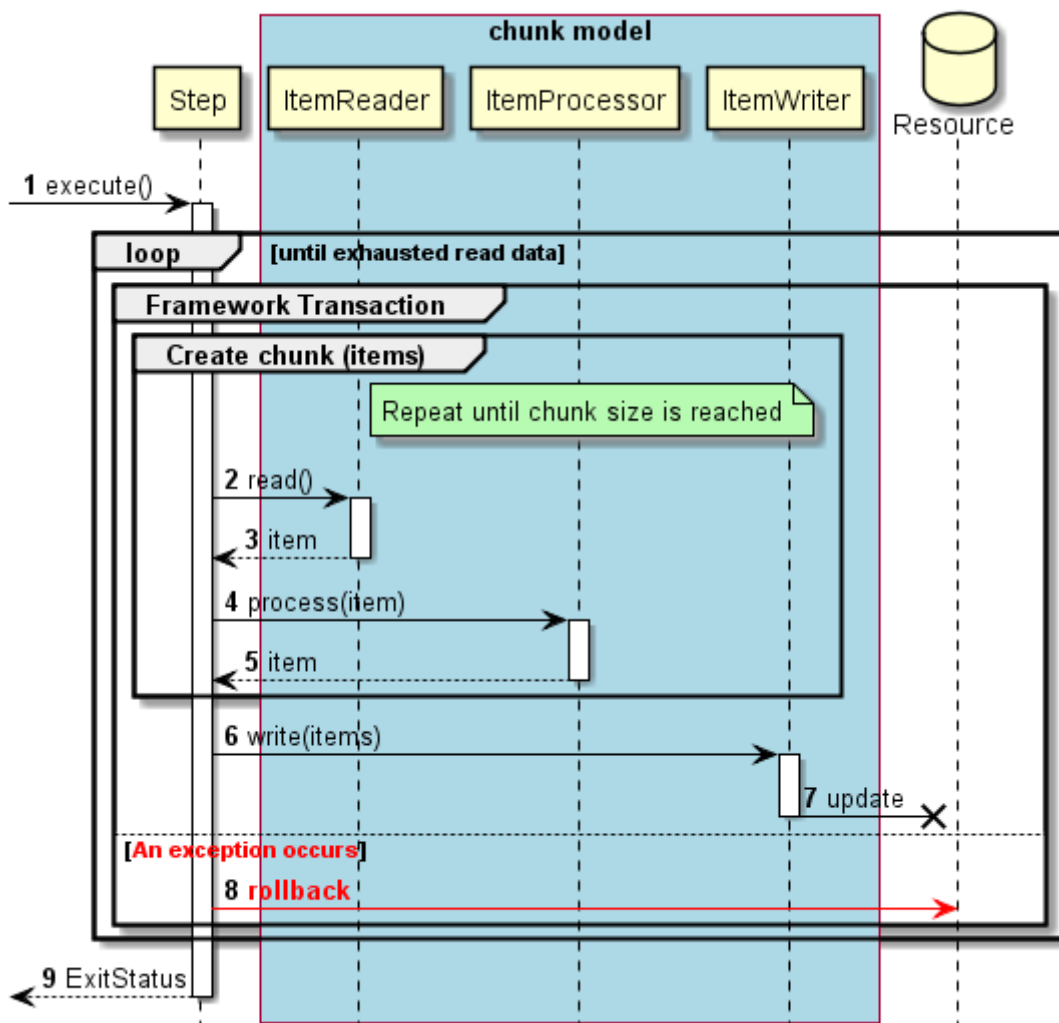 chunk model
Step
ItemReader
ItemProcessor
ItemWriter
Resource
1 execute()
loop
[until exhausted read data]
Framework Transaction
Create chunk (items)
Repeat until chunk size is reached
2 read()
3 item
4 process(item)
5 item
6 write(items)
7 update
[An exception occurs]
8 rollback
9 ExitStatus